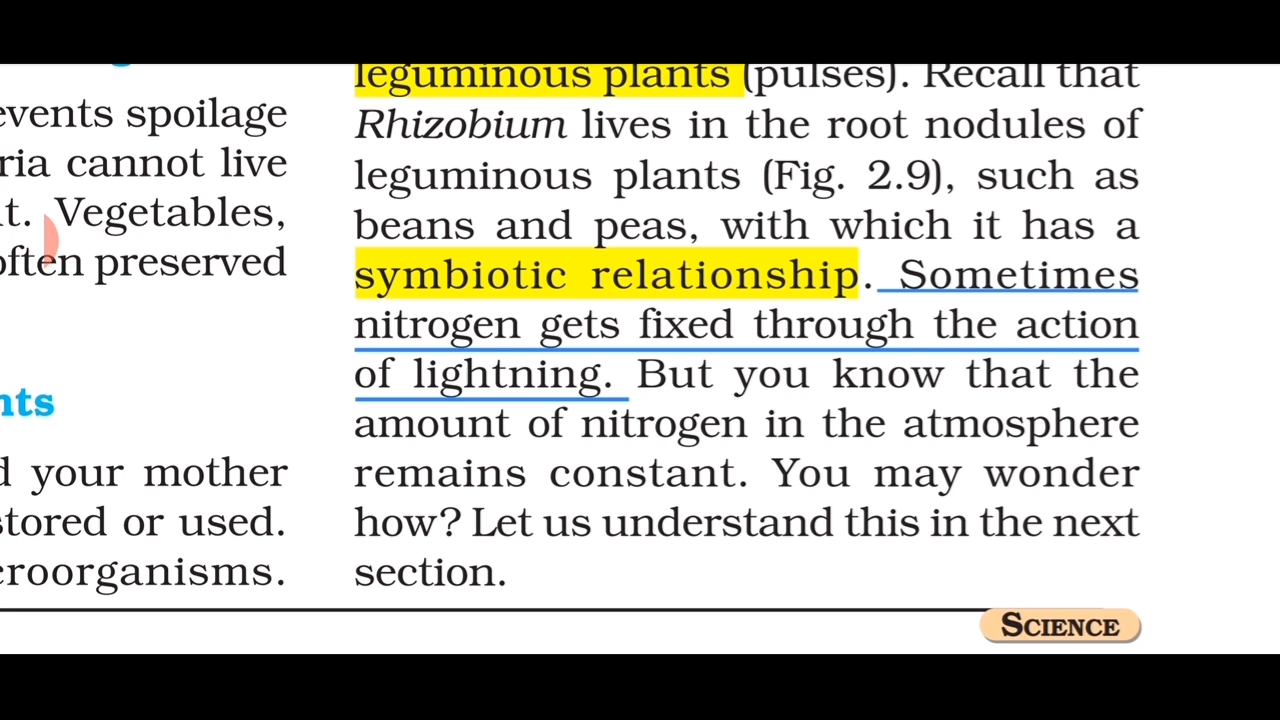 events spoilage
ria cannot live
t. Vegetables,
often preserved
nts
d your mother
stored or used.
croorganisms.
leguminous plants (pulses). Recall that
Rhizobium lives in the root nodules of
leguminous plants (Fig. 2.9), such as
beans and peas, with which it has a
symbiotic relationship. Sometimes
nitrogen gets fixed through the action
of lightning. But you know that the
amount of nitrogen in the atmosphere
remains constant. You may wonder
how? Let us understand this in the next
section.
SCIENCE